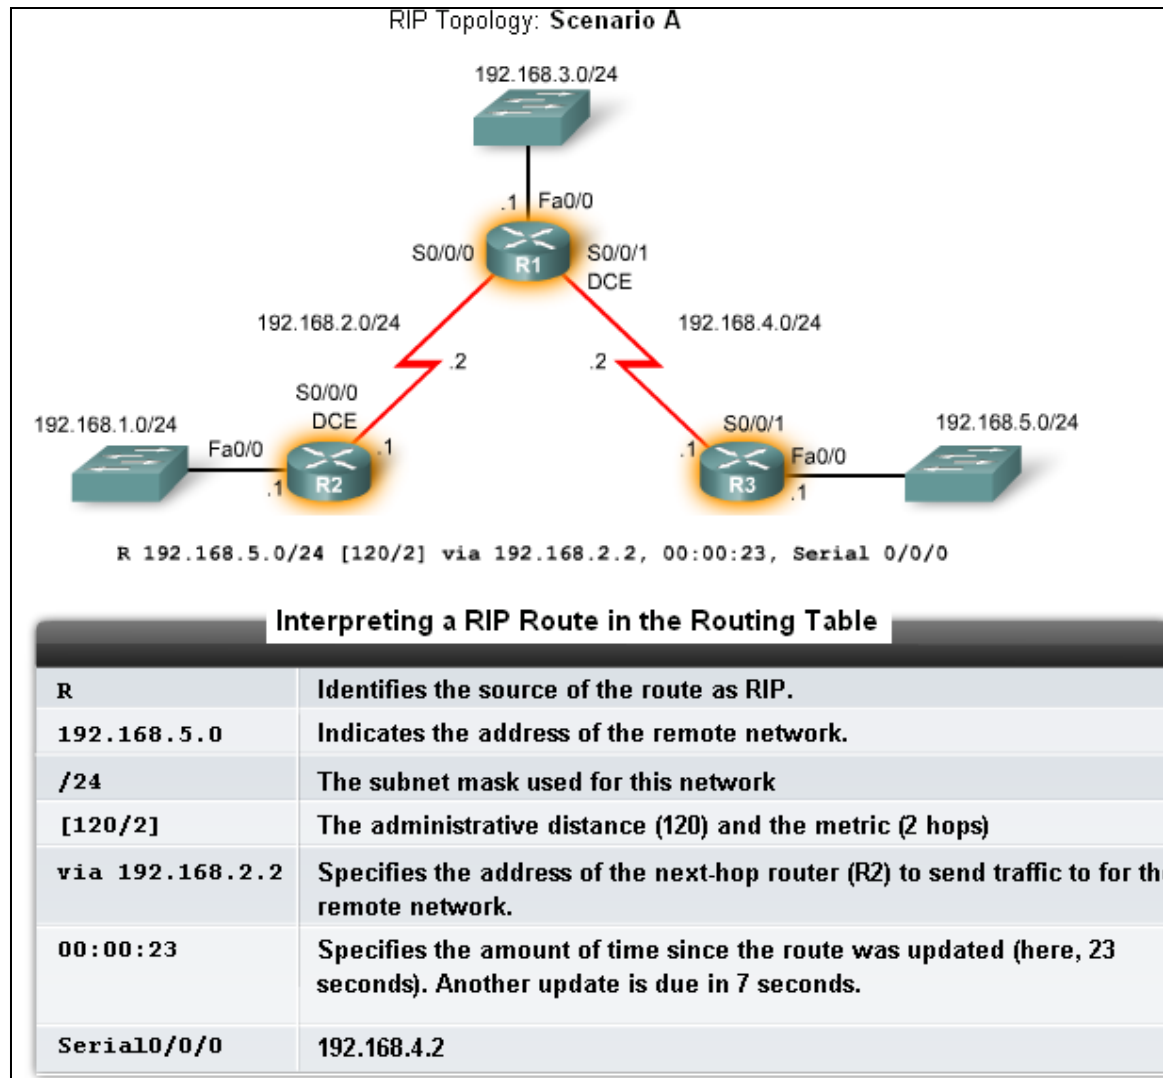 RIP Topology: Scenario A
192.168.3.0/24
.1 Fa0/0
S0/0/0 R1 S0/0/1
DCE
192.168.2.0/24 192.168.4.0/24
.2 .2
S0/0/0
DCE
192.168.1.0/24 S0/0/1 192.168.5.0/24
Fa0/0 .1 .1 Fa0/0
.1 R2 R3 .1
R 192.168.5.0/24 [120/2] via 192.168.2.2, 00:00:23, Serial 0/0/0
Interpreting a RIP Route in the Routing Table
R Identifies the source of the route as RIP.
192.168.5.0 Indicates the address of the remote network.
/24 The subnet mask used for this network
[120/2] The administrative distance (120) and the metric (2 hops)
via 192.168.2.2 Specifies the address of the next-hop router (R2) to send traffic to for the
remote network.
00:00:23 Specifies the amount of time since the route was updated (here, 23
seconds). Another update is due in 7 seconds.
Serial0/0/0 192.168.4.2